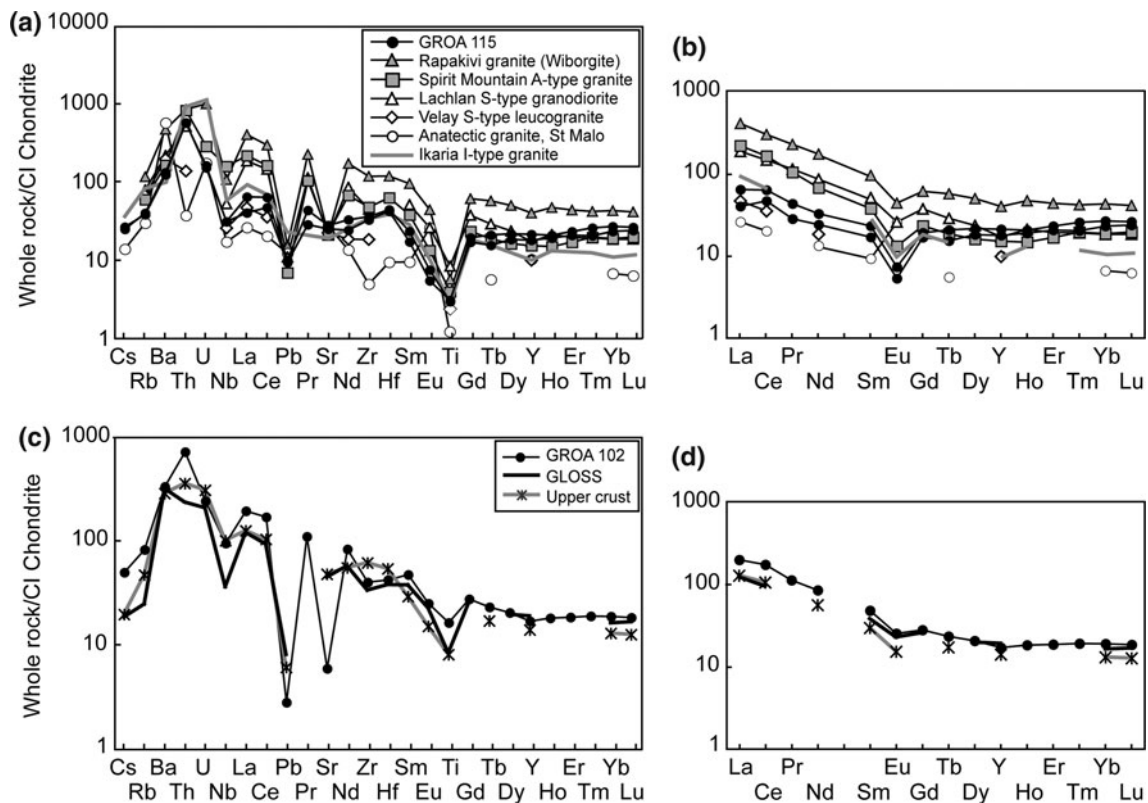 (a)
Whole rock/CI Chondrite
10000
1000
100
10
1
GROA 115
Rapakivi granite (Wiborgite)
Spirit Mountain A-type granite
Lachlan S-type granodiorite
Velay S-type leucogranite
Anatectic granite, St Malo
Ikaria I-type granite
Cs Ba U La Pb Sr Zr Sm Ti Tb Y Er Yb
Rb Th Nb Ce Pr Nd Hf Eu Gd Dy Ho Tm Lu
(b)
1000
100
10
1
La Pr Eu Tb Y Er Yb
Ce Nd Sm Gd Dy Ho Tm Lu
(c)
Whole rock/CI Chondrite
1000
100
10
1
GROA 102
GLOSS
Upper crust
Cs Ba U La Pb Sr Zr Sm Ti Tb Y Er Yb
Rb Th Nb Ce Pr Nd Hf Eu Gd Dy Ho Tm Lu
(d)
1000
100
10
1
La Pr Eu Tb Y Er Yb
Ce Nd Sm Gd Dy Ho Tm Lu